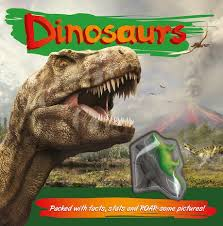 Dinosaurs
Packed with facts, stats and ROAR-some pictures!